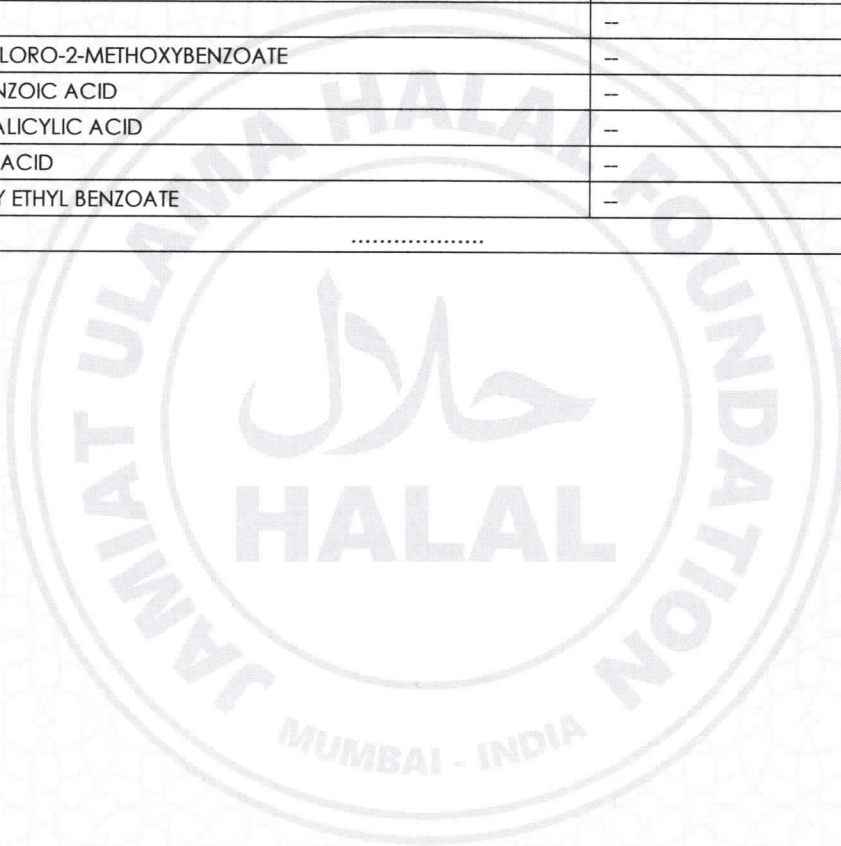 --
LORO-2-METHOXYBENZOATE --
NZOIC ACID --
ALICYLIC ACID --
ACID --
Y ETHYL BENZOATE --
...................
JAMIAT ULAMA HALAL FOUNDATION
حلال
HALAL
MUMBAI - INDIA